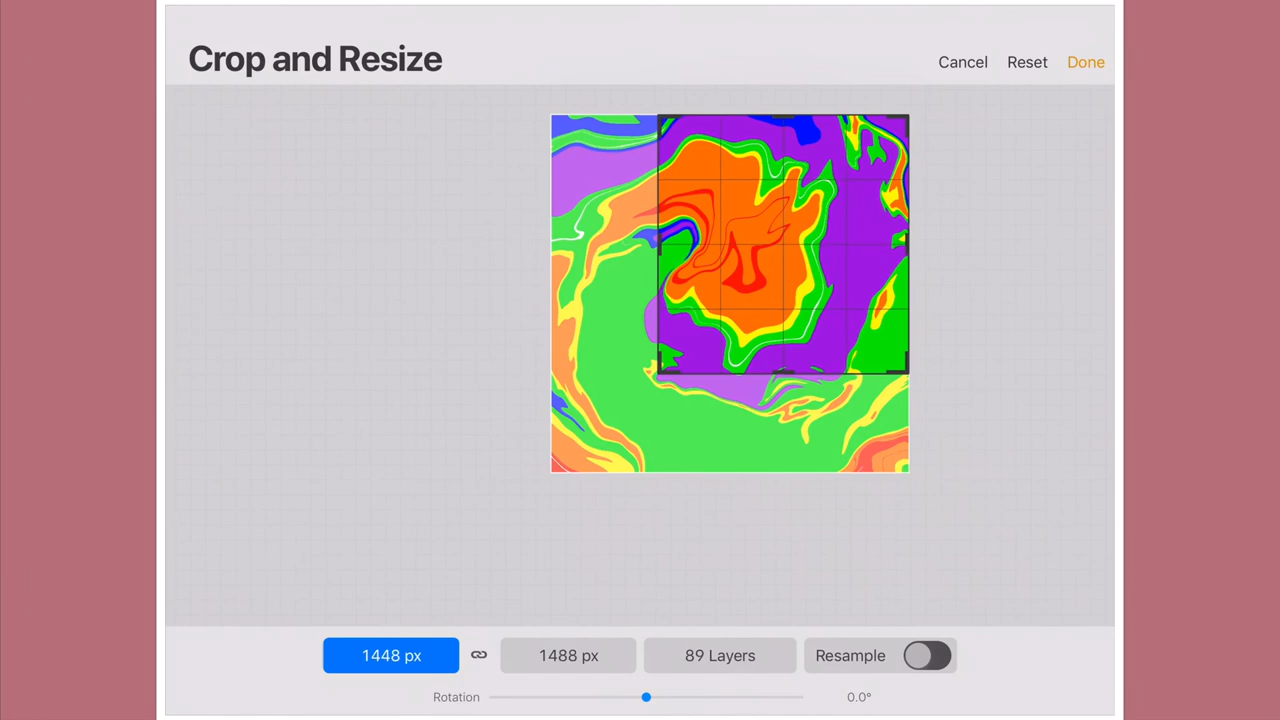 Crop and Resize
Cancel Reset Done
1448 px 1488 px 89 Layers Resample
Rotation 0.0°